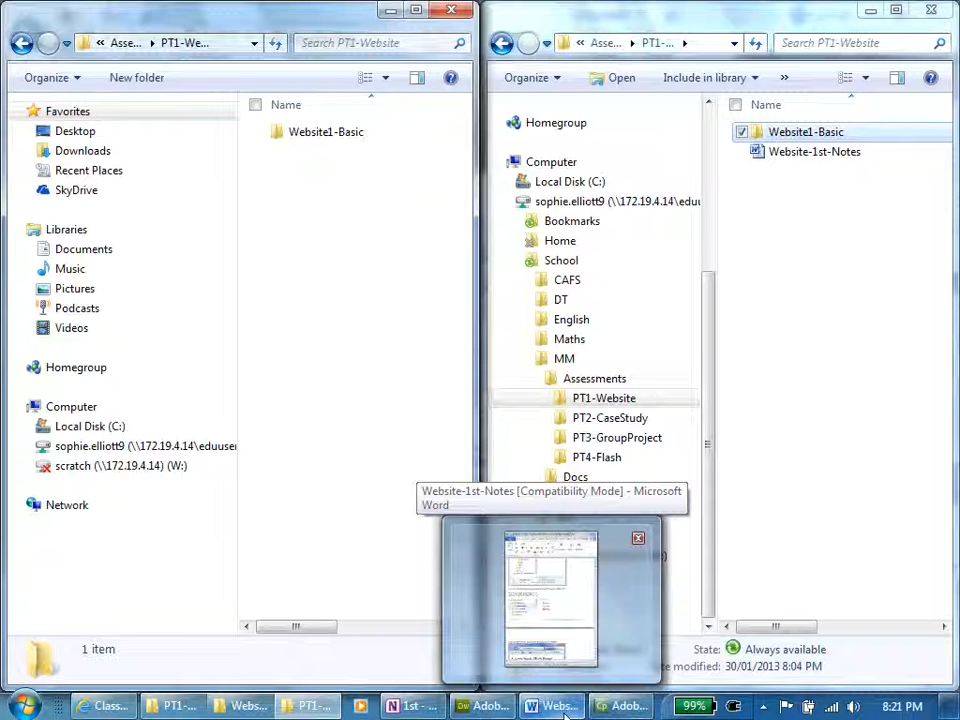 Asse... PT1-We...
Search PT1-Website
Organize
New folder
Favorites
Desktop
Downloads
Recent Places
SkyDrive
Libraries
Documents
Music
Pictures
Podcasts
Videos
Homegroup
Computer
Local Disk (C:)
sophie.elliott9 (\\172.19.4.14\eduuser
scratch (\\172.19.4.14) (W:)
Network
Name
Website1-Basic
1 item
Asse... PT1-...
Search PT1-Website
Organize
Open
Include in library
»
Homegroup
Computer
Local Disk (C:)
sophie.elliott9 (\\172.19.4.14\eduu
Bookmarks
Home
School
CAFS
DT
English
Maths
MM
Assessments
PT1-Website
PT2-CaseStudy
PT3-GroupProject
PT4-Flash
Docs
Name
Website1-Basic
Website-1st-Notes
Website-1st-Notes [Compatibility Mode] - Microsoft
Word
State: Always available
modified: 30/01/2013 8:04 PM
Class...
PT1-...
Webs...
PT1-...
1st - ...
Adob...
Webs...
Adob...
99%
8:21 PM